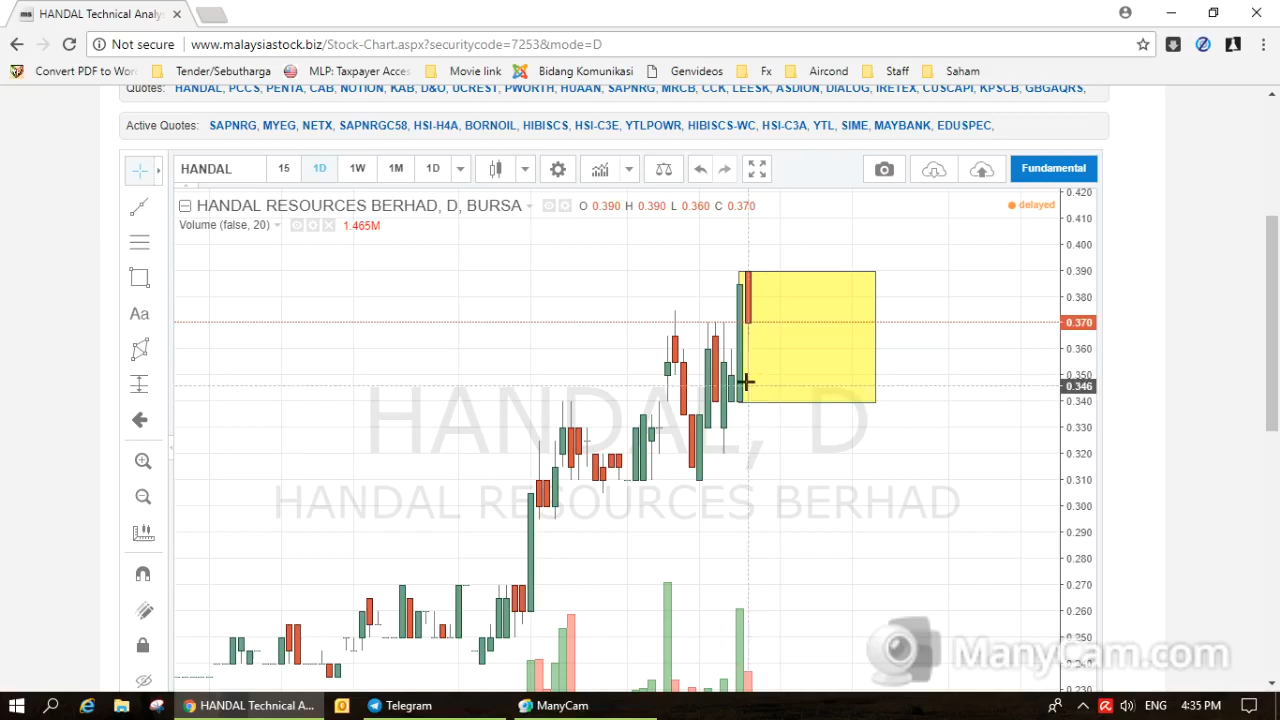 HANDAL Technical Analys
Not secure www.malaysiastock.biz/Stock-Chart.aspx?securitycode=7253&mode=D
Convert PDF to Word Tender/Sebutharga MLP: Taxpayer Acces Movie link Bidang Komunikasi Genvideos Fx Aircond Staff Saham
Quotes: HANDAL, PCCS, PENTA, CAB, NOTION, KAB, D&O, UCREST, PWORTH, HUAAN, SAPNRG, MRCB, CCK, LEESK, ASDION, DIALOG, IRETEX, CUSCAPI, KPSCB, GBGAQRS,
Active Quotes: SAPNRG, MYEG, NETX, SAPNRGC58, HSI-H4A, BORNOIL, HIBISCS, HSI-C3E, YTLPOWR, HIBISCS-WC, HSI-C3A, YTL, SIME, MAYBANK, EDUSPEC,
HANDAL 15 1D 1W 1M 1D Fundamental
HANDAL RESOURCES BERHAD, D, BURSA O 0.390 H 0.390 L 0.360 C 0.370 delayed
Volume (false, 20) 1.465M
Aa
0.420
0.410
0.400
0.390
0.380
0.370
0.360
0.350
0.346
0.340
0.330
0.320
0.310
0.300
0.290
0.280
0.270
0.260
0.250
0.240
0.230
HANDAL, D
HANDAL RESOURCES BERHAD
ManyCam.com
HANDAL Technical A... Telegram ManyCam ENG 4:35 PM